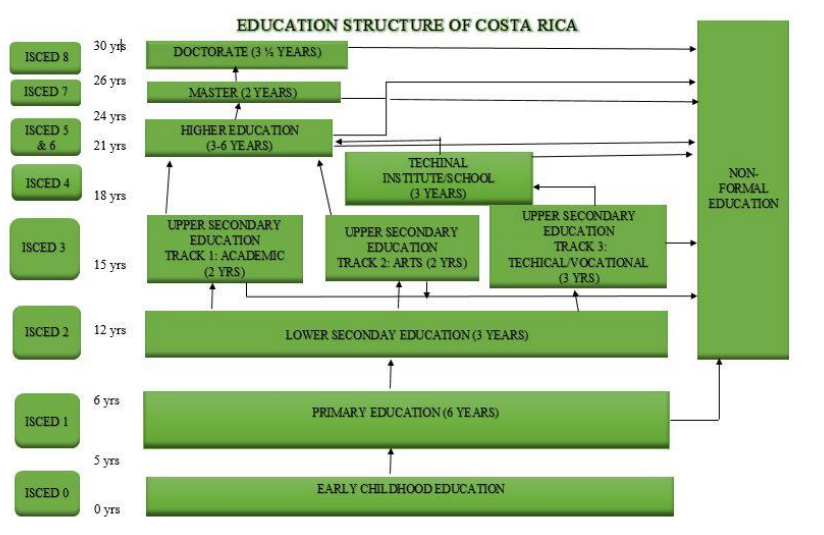 EDUCATION STRUCTURE OF COSTA RICA
ISCED 8
30 yrs
DOCTORATE (3 ½ YEARS)
26 yrs
ISCED 7
MASTER (2 YEARS)
24 yrs
ISCED 5
& 6
21 yrs
HIGHER EDUCATION
(3-6 YEARS)
TECHINAL
INSTITUTE/SCHOOL
(3 YEARS)
NON-
FORMAL
EDUCATION
ISCED 4
18 yrs
UPPER SECONDARY
EDUCATION
TRACK 1: ACADEMIC
(2 YRS)
UPPER SECONDARY
EDUCATION
TRACK 2: ARTS (2 YRS)
UPPER SECONDARY
EDUCATION
TRACK 3:
TECHICAL/VOCATIONAL
(3 YRS)
ISCED 3
15 yrs
ISCED 2
12 yrs
LOWER SECONDAY EDUCATION (3 YEARS)
6 yrs
ISCED 1
PRIMARY EDUCATION (6 YEARS)
5 yrs
ISCED 0
EARLY CHILDHOOD EDUCATION
0 yrs